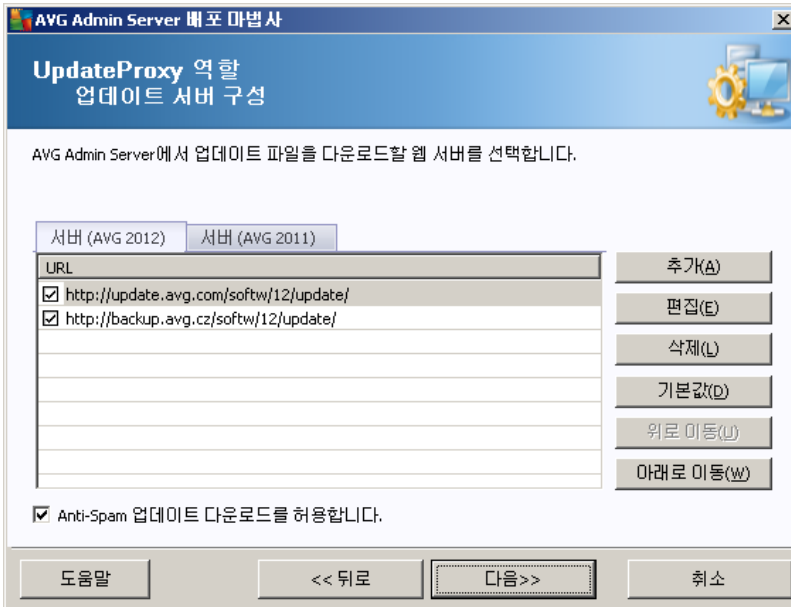 AVG Admin Server 배포 마법사
UpdateProxy 역할
업데이트 서버 구성
AVG Admin Server에서 업데이트 파일을 다운로드할 웹 서버를 선택합니다.
서버 (AVG 2012)
서버 (AVG 2011)
URL
http://update.avg.com/softw/12/update/
http://backup.avg.cz/softw/12/update/
추가(A)
편집(E)
삭제(L)
기본값(D)
위로 이동(U)
아래로 이동(W)
Anti-Spam 업데이트 다운로드를 허용합니다.
도움말
<< 뒤로
다음>>
취소